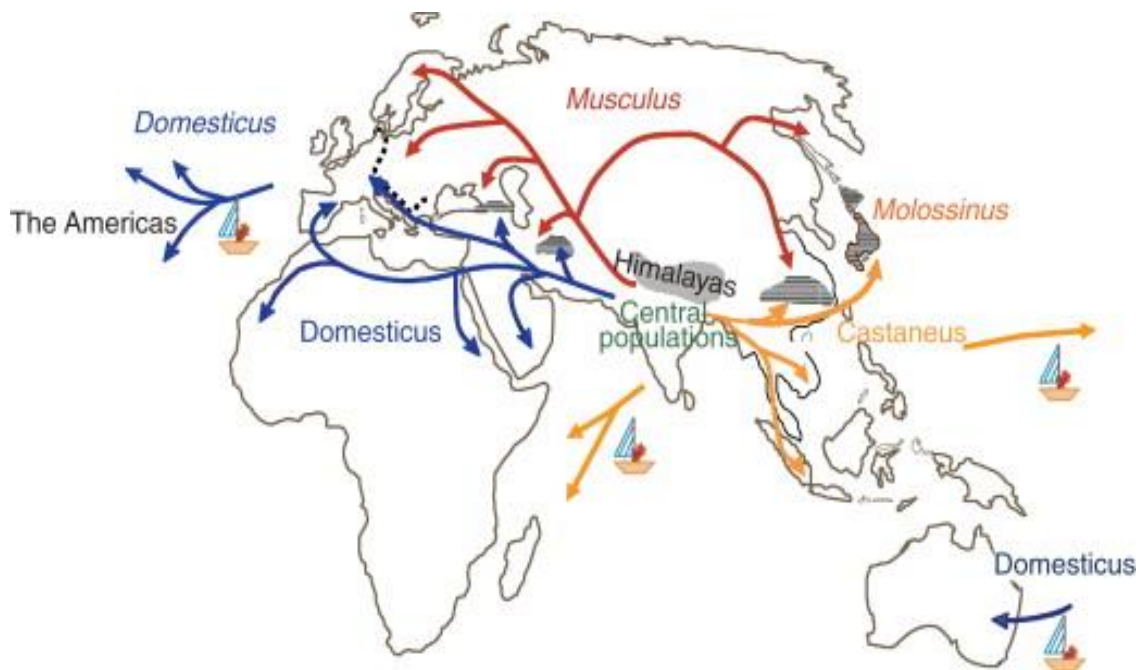 Musculus
Domesticus
The Americas
Molossinus
Himalayas
Central
populations
Domesticus
Castaneus
Domesticus